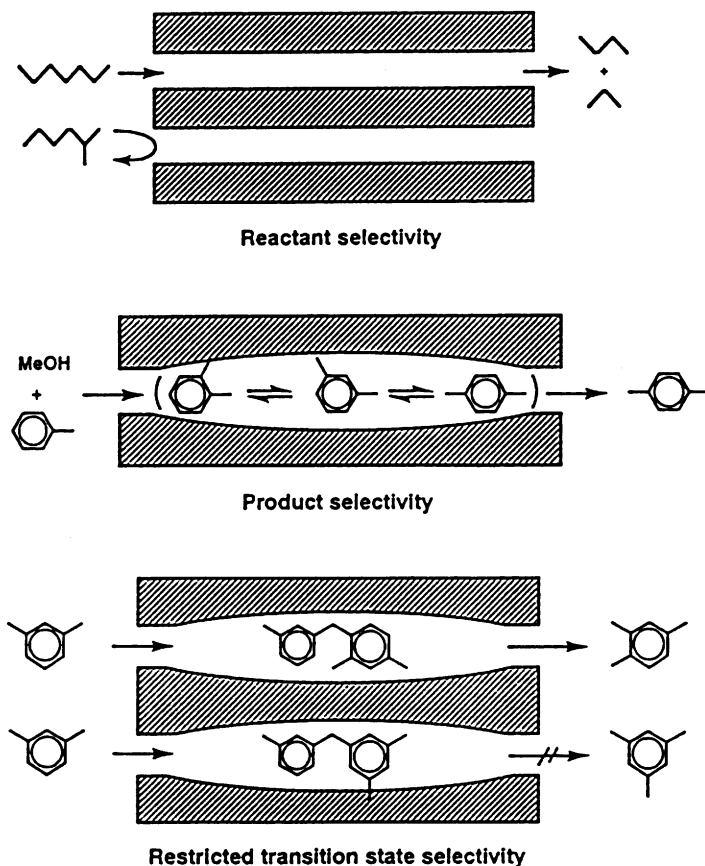 +
Reactant selectivity
MeOH
+
Product selectivity
Restricted transition state selectivity